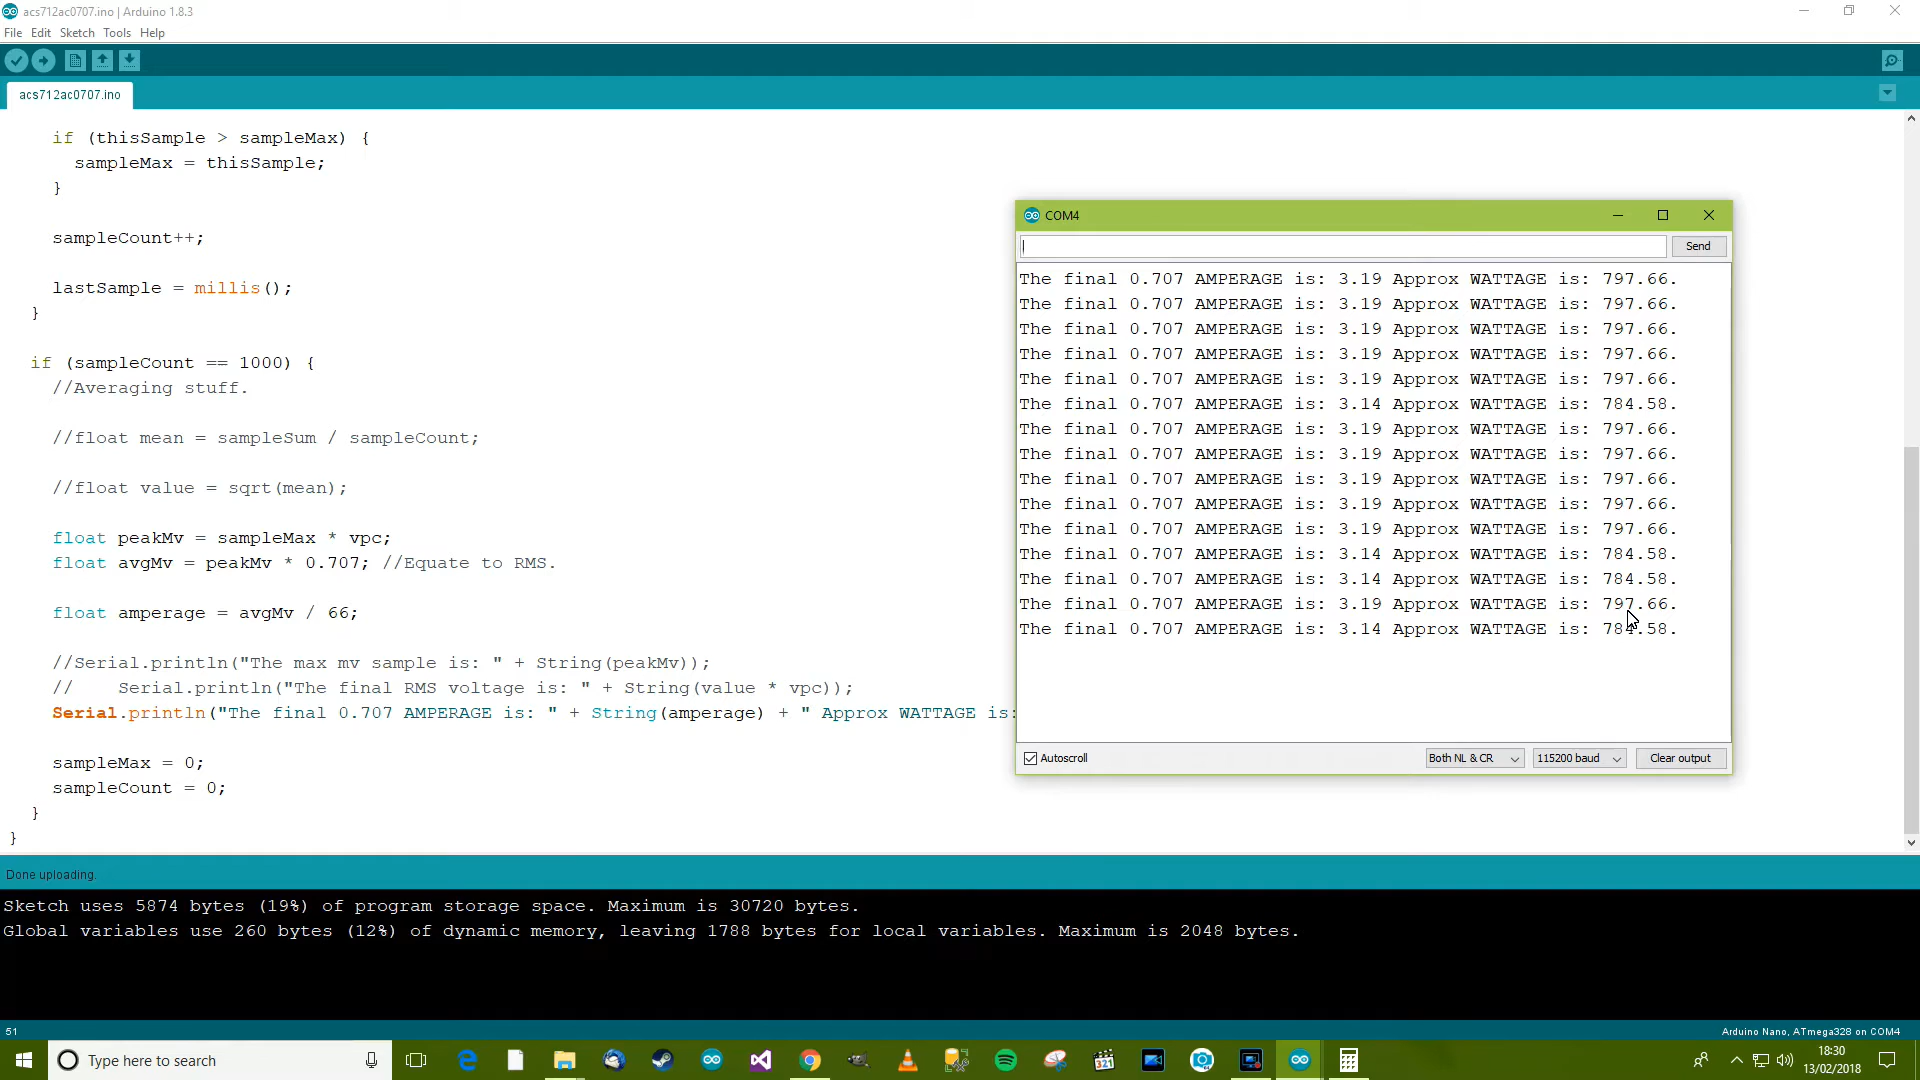 acs712ac0707.ino | Arduino 1.8.3
File Edit Sketch Tools Help
acs712ac0707.ino
if (thisSample > sampleMax) {
sampleMax = thisSample;
}
sampleCount++;
lastSample = millis();
}
if (sampleCount == 1000) {
//Averaging stuff.
//float mean = sampleSum / sampleCount;
//float value = sqrt(mean);
float peakMv = sampleMax * vpc;
float avgMv = peakMv * 0.707; //Equate to RMS.
float amperage = avgMv / 66;
//Serial.println("The max mv sample is: " + String(peakMv));
// Serial.println("The final RMS voltage is: " + String(value * vpc));
Serial.println("The final 0.707 AMPERAGE is: " + String(amperage) + " Approx WATTAGE is:
sampleMax = 0;
sampleCount = 0;
}
}
COM4
Send
The final 0.707 AMPERAGE is: 3.19 Approx WATTAGE is: 797.66.
The final 0.707 AMPERAGE is: 3.19 Approx WATTAGE is: 797.66.
The final 0.707 AMPERAGE is: 3.19 Approx WATTAGE is: 797.66.
The final 0.707 AMPERAGE is: 3.19 Approx WATTAGE is: 797.66.
The final 0.707 AMPERAGE is: 3.19 Approx WATTAGE is: 797.66.
The final 0.707 AMPERAGE is: 3.14 Approx WATTAGE is: 784.58.
The final 0.707 AMPERAGE is: 3.19 Approx WATTAGE is: 797.66.
The final 0.707 AMPERAGE is: 3.19 Approx WATTAGE is: 797.66.
The final 0.707 AMPERAGE is: 3.19 Approx WATTAGE is: 797.66.
The final 0.707 AMPERAGE is: 3.19 Approx WATTAGE is: 797.66.
The final 0.707 AMPERAGE is: 3.19 Approx WATTAGE is: 797.66.
The final 0.707 AMPERAGE is: 3.14 Approx WATTAGE is: 784.58.
The final 0.707 AMPERAGE is: 3.14 Approx WATTAGE is: 784.58.
The final 0.707 AMPERAGE is: 3.19 Approx WATTAGE is: 797.66.
The final 0.707 AMPERAGE is: 3.14 Approx WATTAGE is: 784.58.
Autoscroll Both NL & CR 115200 baud Clear output
Done uploading.
Sketch uses 5874 bytes (19%) of program storage space. Maximum is 30720 bytes.
Global variables use 260 bytes (12%) of dynamic memory, leaving 1788 bytes for local variables. Maximum is 2048 bytes.
51 Arduino Nano, ATmega328 on COM4
Type here to search
321
18:30
13/02/2018